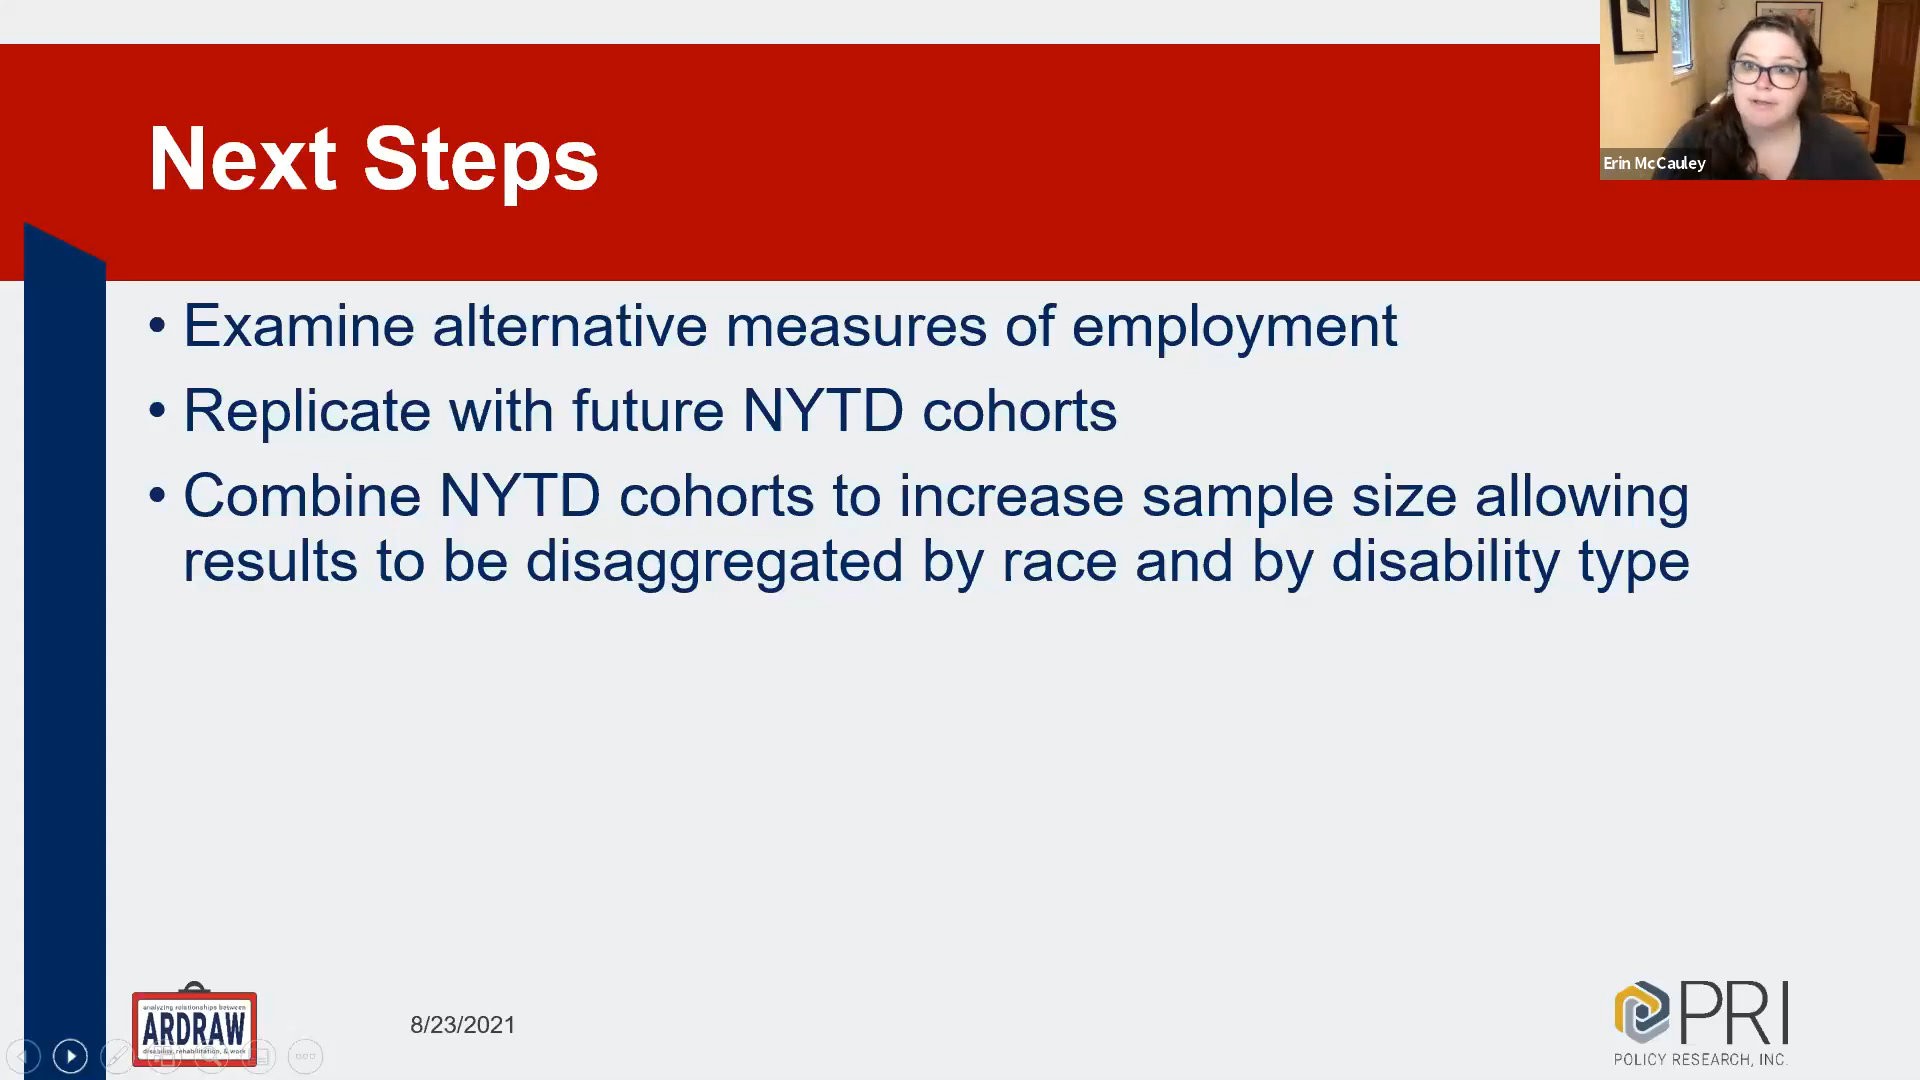 Next Steps
Erin McCauley
• Examine alternative measures of employment
• Replicate with future NYTD cohorts
• Combine NYTD cohorts to increase sample size allowing
results to be disaggregated by race and by disability type
analyzing relationships between
ARDRAW
disability, rehabilitation, & work
8/23/2021
PRI
POLICY RESEARCH, INC.